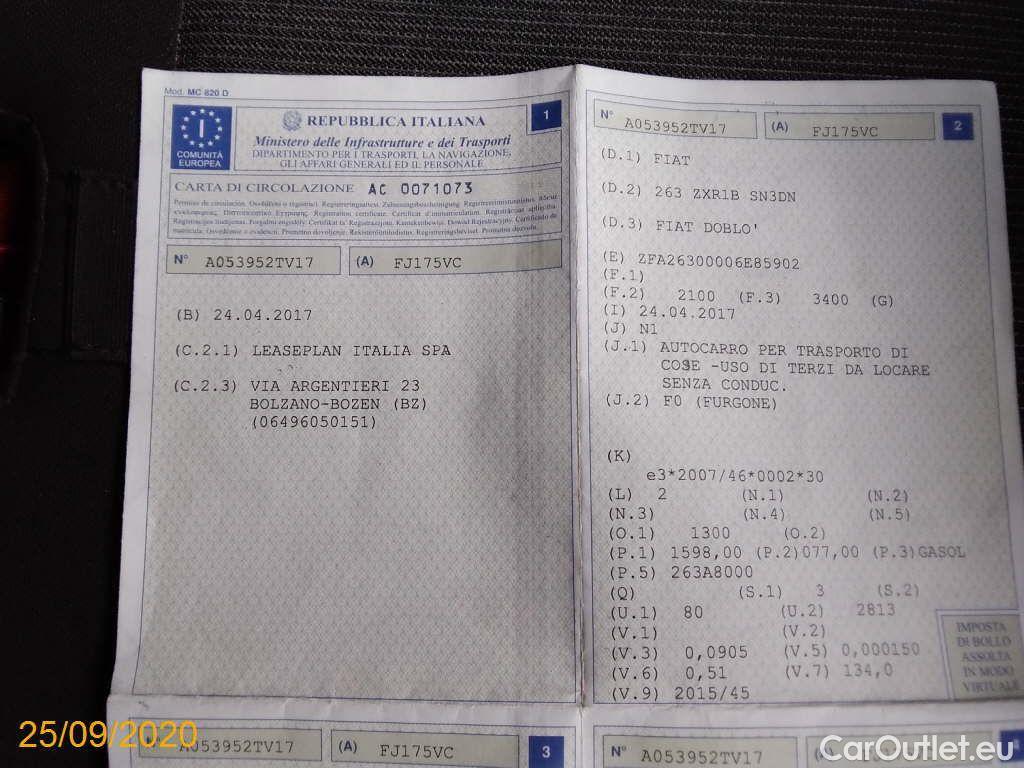 Mod. MC 820 D
I
COMUNITÀ
EUROPEA
REPUBBLICA ITALIANA
1
Ministero delle Infrastrutture e dei Trasporti
DIPARTIMENTO PER I TRASPORTI, LA NAVIGAZIONE,
GLI AFFARI GENERALI ED IL PERSONALE
CARTA DI CIRCOLAZIONE AC 0071073
N° A053952TV17 (A) FJ175VC
(B) 24.04.2017
(C.2.1) LEASEPLAN ITALIA SPA
(C.2.3) VIA ARGENTIERI 23
BOLZANO-BOZEN (BZ)
(06496050151)
N° A053952TV17 (A) FJ175VC 2
(D.1) FIAT
(D.2) 263 ZXR1B SN3DN
(D.3) FIAT DOBLO'
(E) ZFA26300006E85902
(F.1)
(F.2) 2100 (F.3) 3400 (G)
(I) 24.04.2017
(J) N1
(J.1) AUTOCARRO PER TRASPORTO DI
COSE -USO DI TERZI DA LOCARE
SENZA CONDUC.
(J.2) F0 (FURGONE)
(K)
e3*2007/46*0002*30
(L) 2 (N.1) (N.2)
(N.3) (N.4) (N.5)
(O.1) 1300 (O.2)
(P.1) 1598,00 (P.2)077,00 (P.3)GASOL
(P.5) 263A8000
(Q) (S.1) 3 (S.2)
(U.1) 80 (U.2) 2813
(V.1) (V.2)
(V.3) 0,0905 (V.5) 0,000150
(V.6) 0,51 (V.7) 134,0
(V.9) 2015/45
IMPOSTA
DI BOLLO
ASSOLTA
IN MODO
VIRTUALE
N° A053952TV17 (A) FJ175VC 3
N° A053952TV17
25/09/2020
CarOutlet.eu